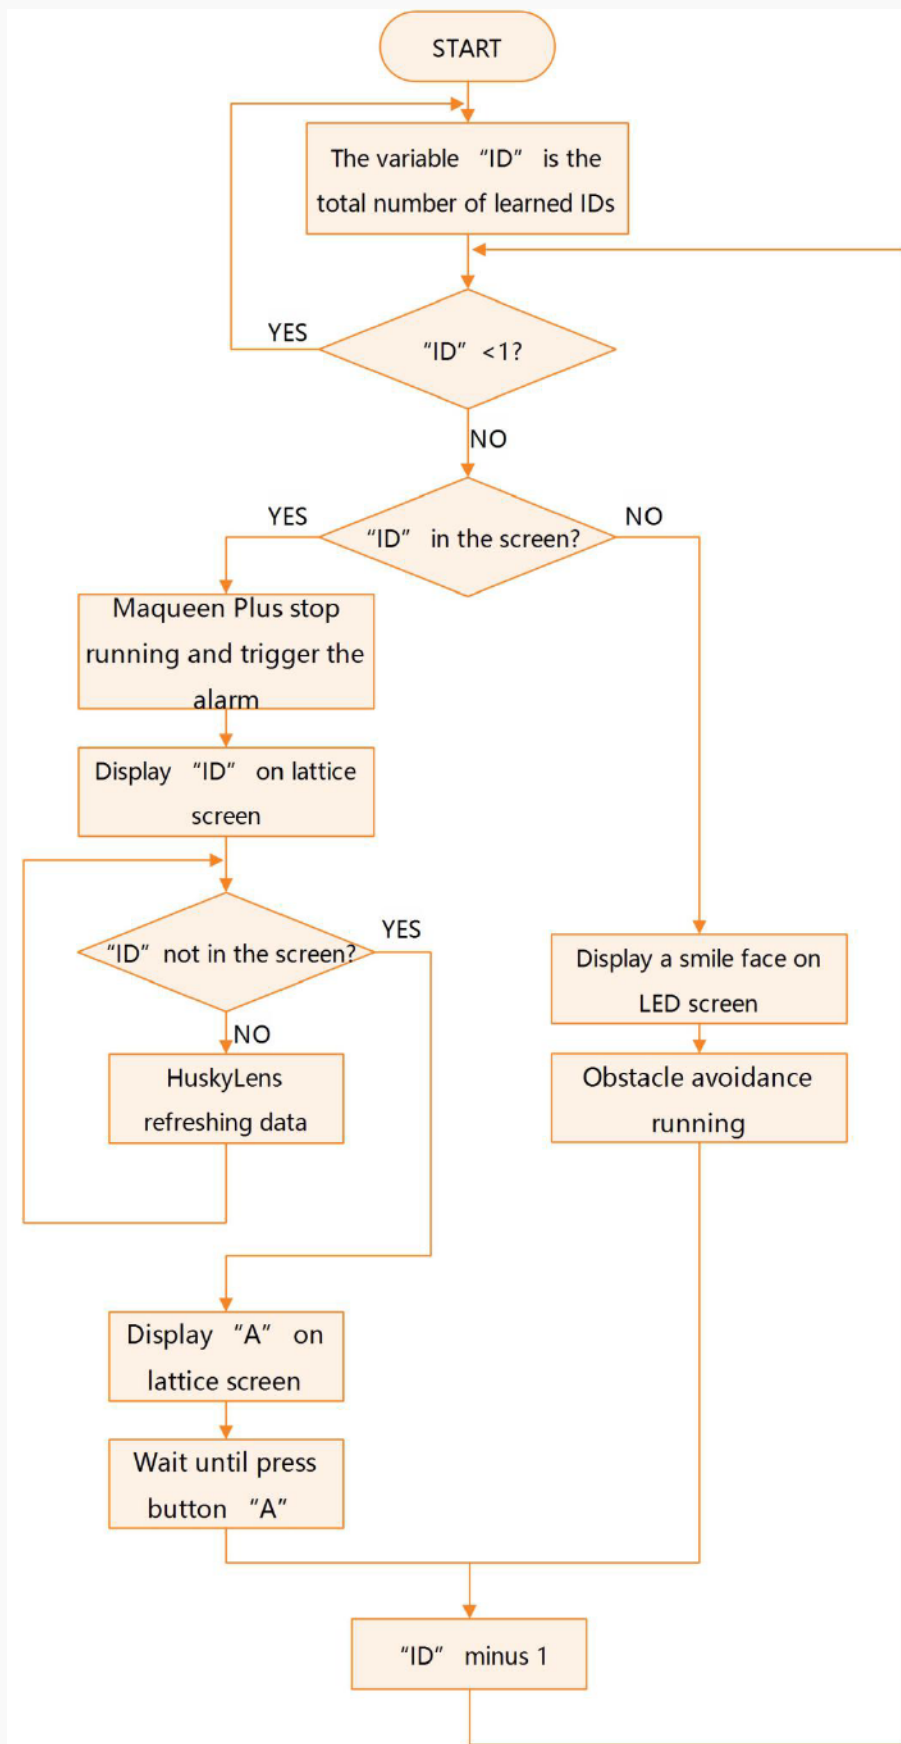 START
The variable “ID” is the
total number of learned IDs
YES
“ID” <1?
NO
YES
“ID” in the screen?
NO
Maqueen Plus stop
running and trigger the
alarm
Display “ID” on lattice
screen
“ID” not in the screen?
YES
NO
HuskyLens
refreshing data
Display a smile face on
LED screen
Obstacle avoidance
running
Display “A” on
lattice screen
Wait until press
button “A”
“ID” minus 1